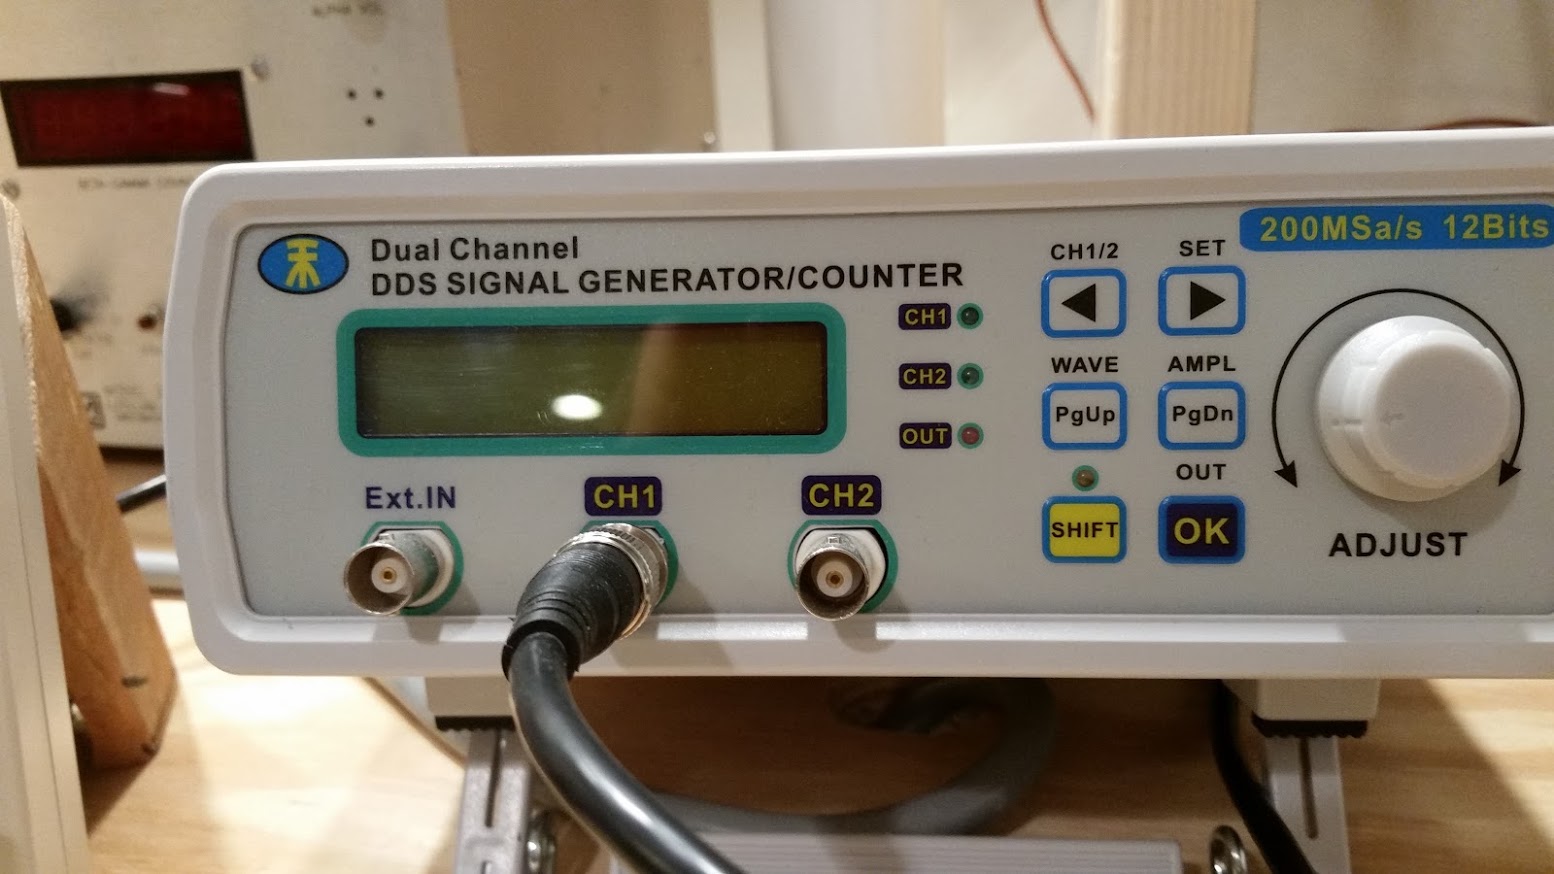 Dual Channel
DDS SIGNAL GENERATOR/COUNTER
200MSa/s 12Bits
CH1
CH2
OUT
CH1/2
SET
WAVE
AMPL
PgUp
PgDn
OUT
SHIFT
OK
ADJUST
Ext.IN
CH1
CH2